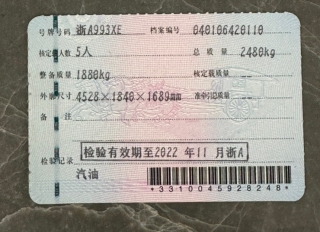 号牌号码 浙A993XE 档案编号 040106420110
核定载人数 5人 总质量 2480kg
整备质量 1880kg 核定载质量
外廓尺寸 4528×1840×1689mm 准牵引总质量
备注
检验记录 检验有效期至2022年11月浙A
汽油
*3310045928248*